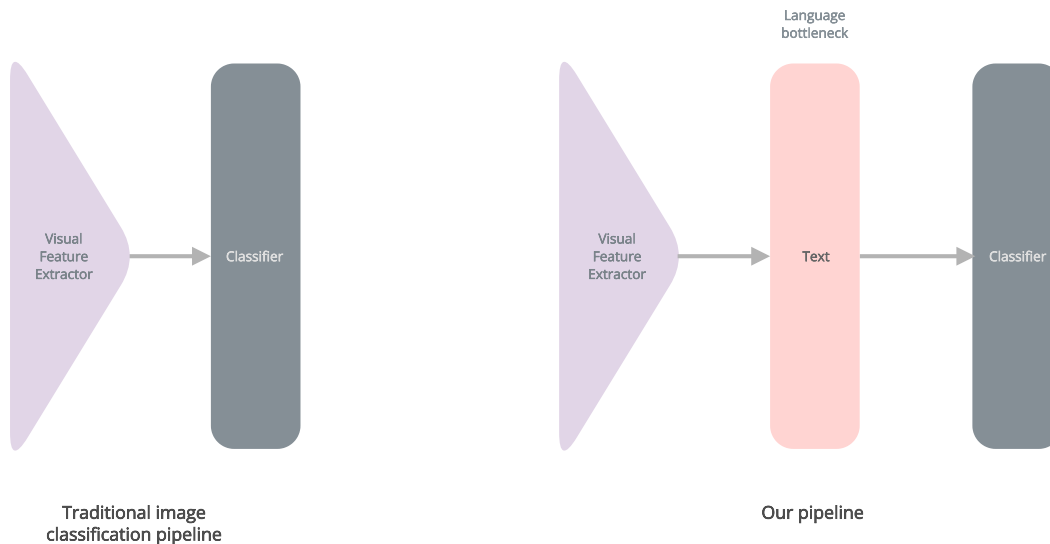 Language
bottleneck
Visual
Feature
Extractor
Classifier
Visual
Feature
Extractor
Text
Classifier
Traditional image
classification pipeline
Our pipeline